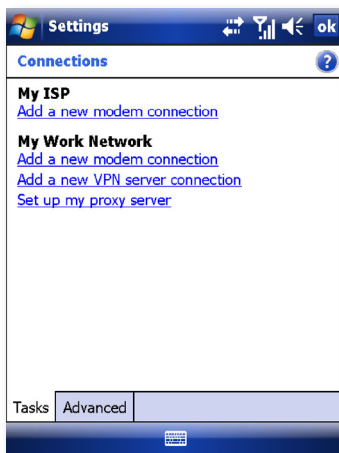 Settings
ok
Connections
?
My ISP
Add a new modem connection
My Work Network
Add a new modem connection
Add a new VPN server connection
Set up my proxy server
Tasks
Advanced